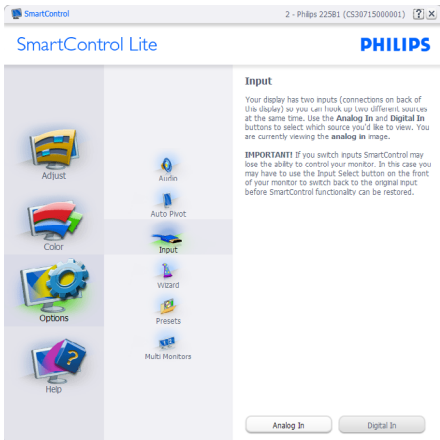 SmartControl
2 - Philips 225B1 (CS30715000001)
SmartControl Lite
PHILIPS
Adjust
Color
Options
Help
Audio
Auto Pivot
Input
Wizard
Presets
Multi Monitors
Input
Your display has two inputs (connections on back of
this display) so you can hook up two different sources
at the same time. Use the Analog In and Digital In
buttons to select which source you'd like to view. You
are currently viewing the analog in image.
IMPORTANT! If you switch inputs SmartControl may
lose the ability to control your monitor. In this case you
may have to use the Input Select button on the front
of your monitor to switch back to the original input
before SmartControl functionality can be restored.
Analog In
Digital In